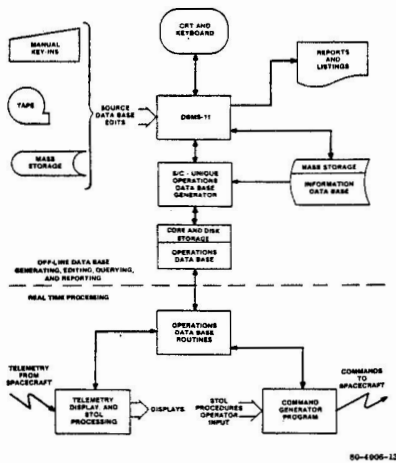 CRT AND
KEYBOARD
MANUAL
KEY-INS
REPORTS
AND
LISTINGS
TAPE
SOURCE
DATA BASE
EDITS
DBMS-11
MASS
STORAGE
S/C - UNIQUE
OPERATIONS
DATA BASE
GENERATOR
MASS STORAGE
INFORMATION
DATA BASE
CORE AND DISK
STORAGE
OPERATIONS
DATA BASE
OFF-LINE DATA BASE
GENERATING, EDITING, QUERYING,
AND REPORTING
REAL TIME PROCESSING
OPERATIONS
DATA BASE
ROUTINES
TELEMETRY
FROM
SPACECRAFT
COMMANDS
TO
SPACECRAFT
TELEMETRY
DISPLAY, AND
STOL
PROCESSING
DISPLAYS
STOL
PROCEDURES
OPERATOR
INPUT
COMMAND
GENERATOR
PROGRAM